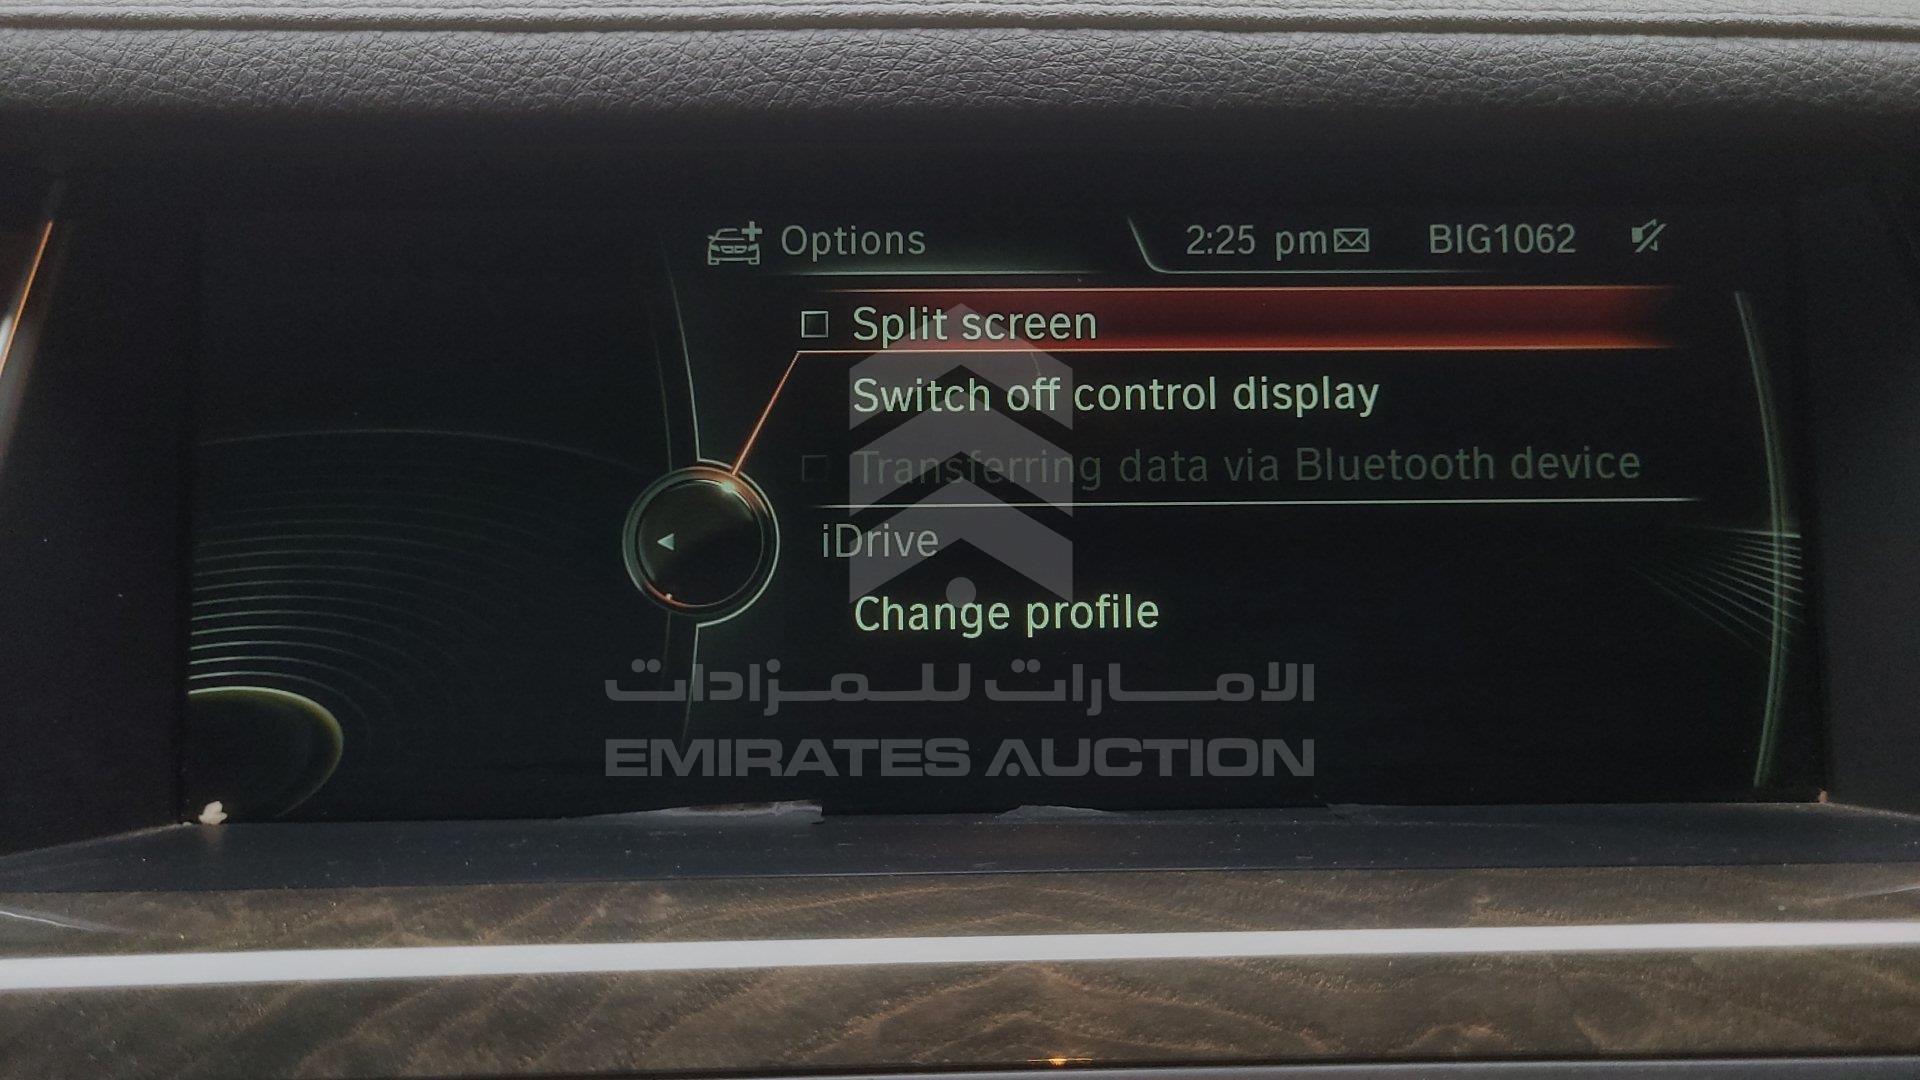 Options 2:25 pm BIG1062
Split screen
Switch off control display
Transferring data via Bluetooth device
iDrive
Change profile
الامارات للمزادات
EMIRATES AUCTION